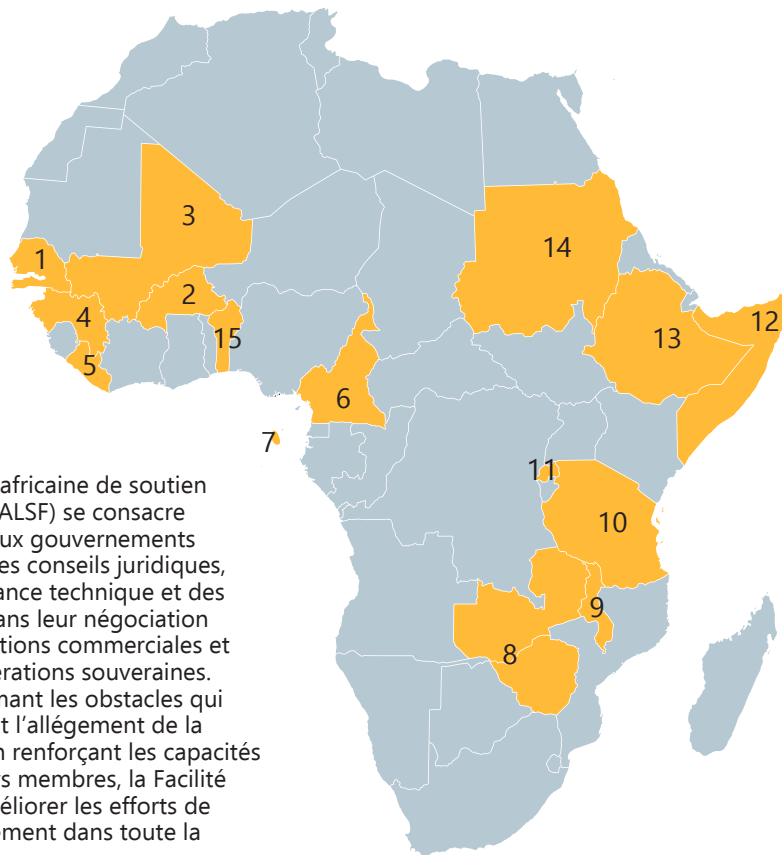 3
14
1
12
2
4
15
13
5
6
7
11
africaine de soutien
ALSF) se consacre
10
ux gouvernements
es conseils juridiques,
ance technique et des
ans leur négociation
9
tions commerciales et
8
érations souveraines.
nant les obstacles qui
t l’allégement de la
n renforçant les capacités
rs membres, la Facilité
éliorer les efforts de
ement dans toute la